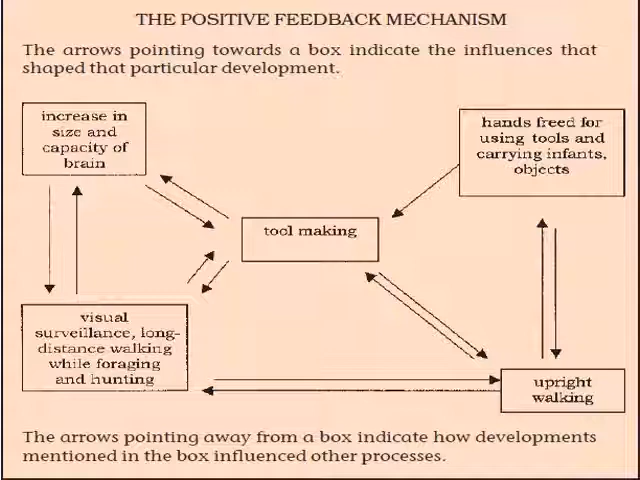 THE POSITIVE FEEDBACK MECHANISM
The arrows pointing towards a box indicate the influences that
shaped that particular development.
increase in
size and
capacity of
brain
hands freed for
using tools and
carrying infants,
objects
tool making
visual
surveillance, long-
distance walking
while foraging
and hunting
upright
walking
The arrows pointing away from a box indicate how developments
mentioned in the box influenced other processes.